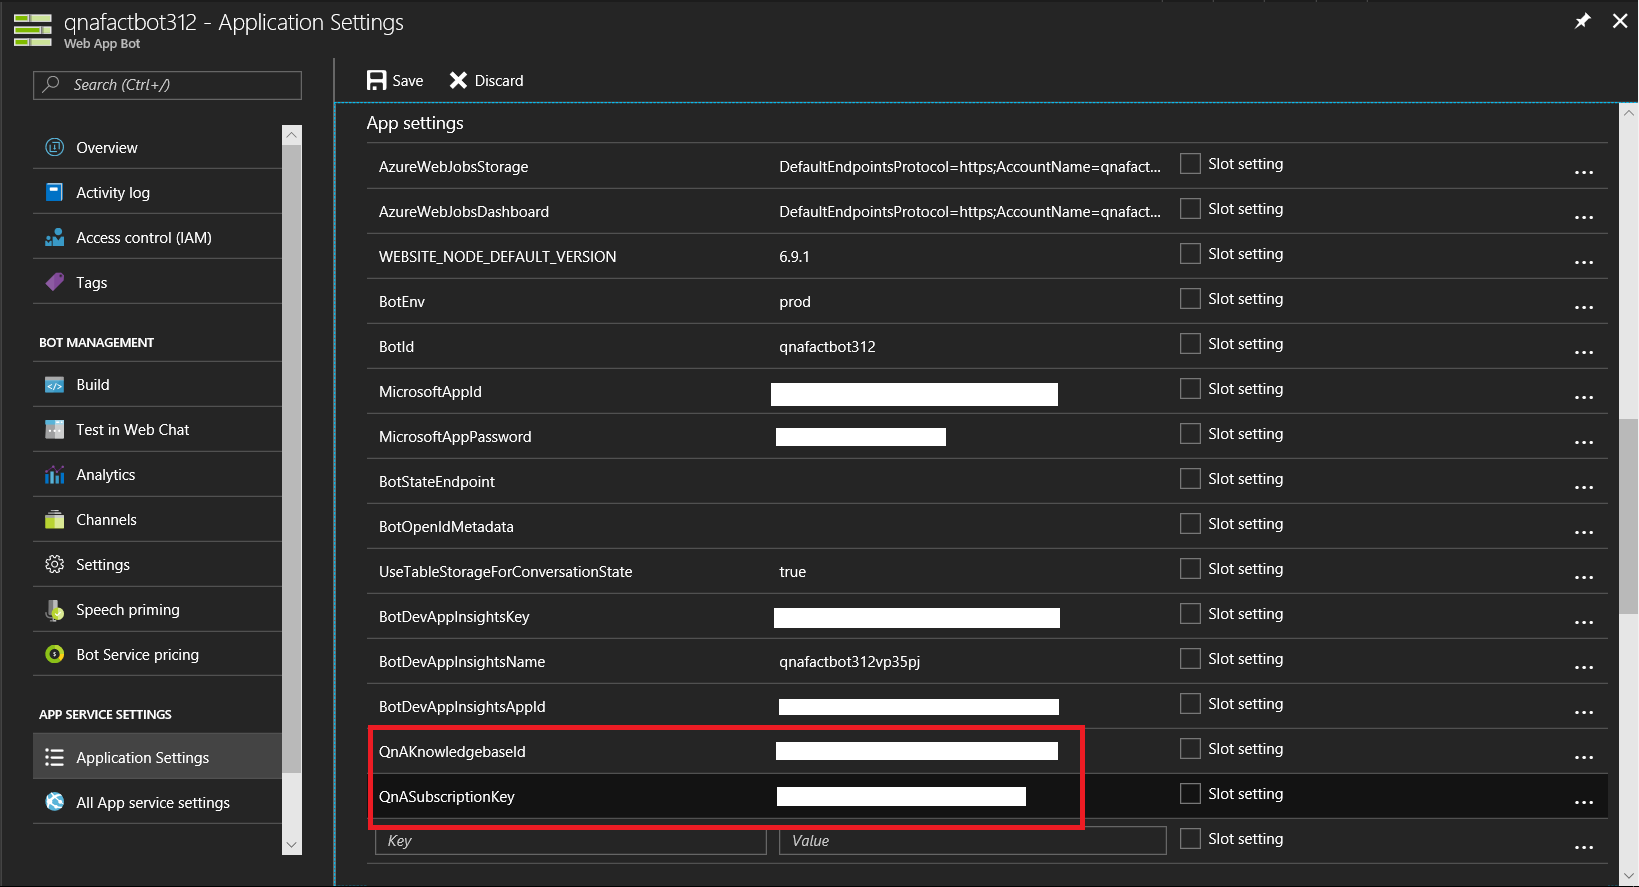 qnafactbot312 - Application Settings
Web App Bot
Search (Ctrl+/)
Overview
Activity log
Access control (IAM)
Tags
BOT MANAGEMENT
Build
Test in Web Chat
Analytics
Channels
Settings
Speech priming
Bot Service pricing
APP SERVICE SETTINGS
Application Settings
All App service settings
Save Discard
App settings
AzureWebJobsStorage DefaultEndpointsProtocol=https;AccountName=qnafact... Slot setting ...
AzureWebJobsDashboard DefaultEndpointsProtocol=https;AccountName=qnafact... Slot setting ...
WEBSITE_NODE_DEFAULT_VERSION 6.9.1 Slot setting ...
BotEnv prod Slot setting ...
BotId qnafactbot312 Slot setting ...
MicrosoftAppId Slot setting ...
MicrosoftAppPassword Slot setting ...
BotStateEndpoint Slot setting ...
BotOpenIdMetadata Slot setting ...
UseTableStorageForConversationState true Slot setting ...
BotDevAppInsightsKey Slot setting ...
BotDevAppInsightsName qnafactbot312vp35pj Slot setting ...
BotDevAppInsightsAppId Slot setting ...
QnAKnowledgebaseId Slot setting ...
QnASubscriptionKey Slot setting ...
Key Value Slot setting ...